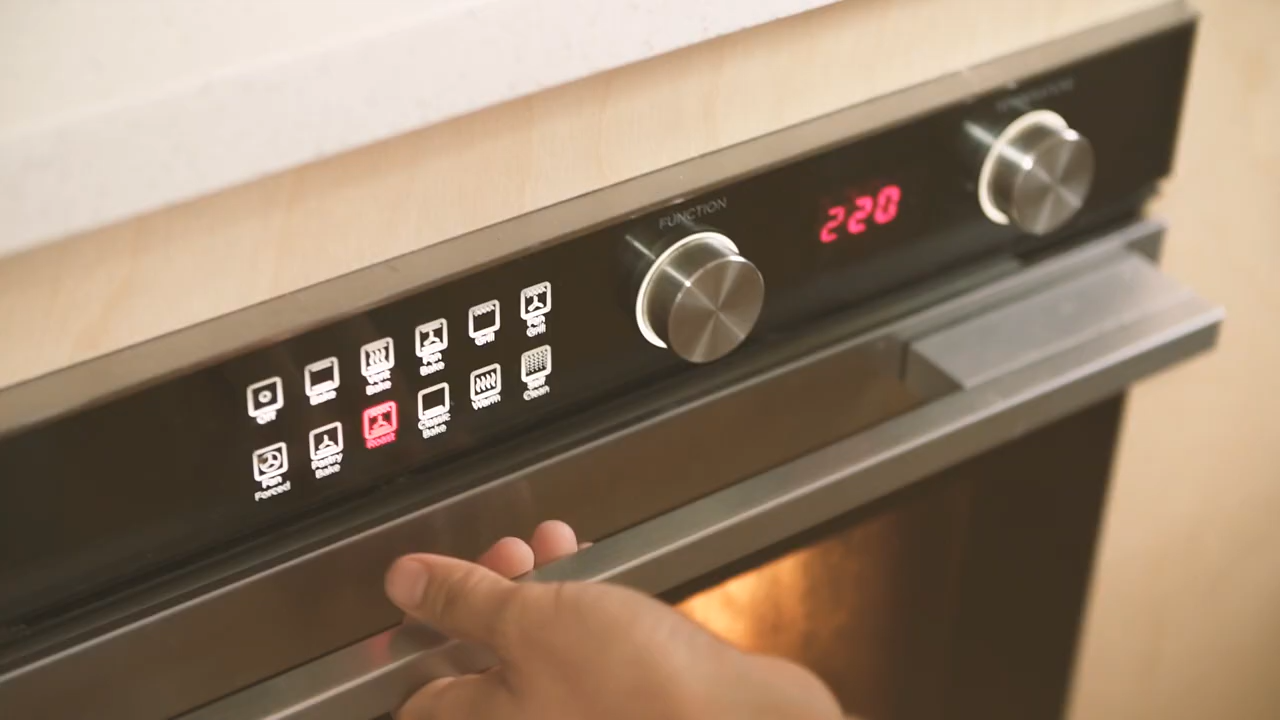 FUNCTION
220
Off
Bake
Vent
Bake
Fan
Bake
Grill
Fan
Grill
Fan
Forced
Pastry
Bake
Roast
Classic
Bake
Warm
Self
Clean